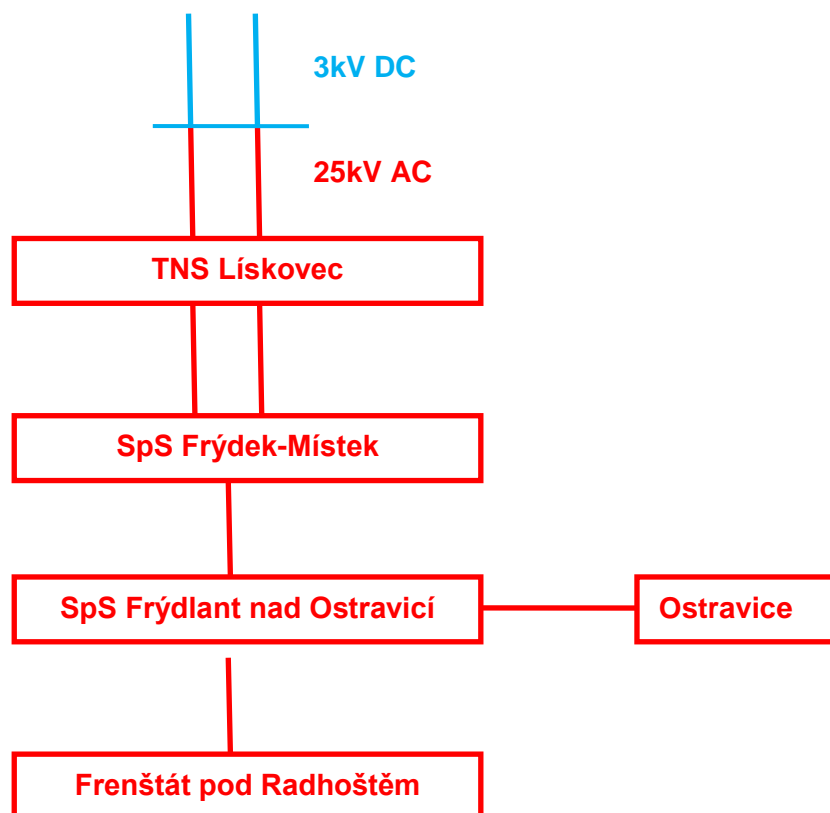 3kV DC
25kV AC
TNS Lískovec
SpS Frýdek-Místek
SpS Frýdlant nad Ostravicí
Ostravice
Frenštát pod Radhoštěm